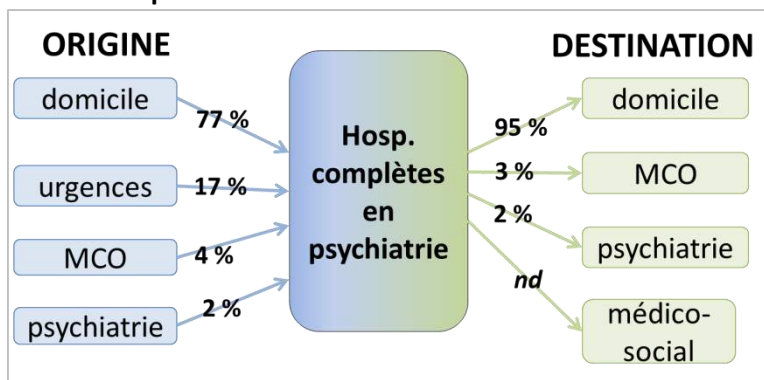 ORIGINE
domicile
77 %
urgences
17 %
MCO
4 %
psychiatrie
2 %
Hosp.
complètes
en
psychiatrie
DESTINATION
95 %
domicile
3 %
MCO
2 %
psychiatrie
nd
médico-
social